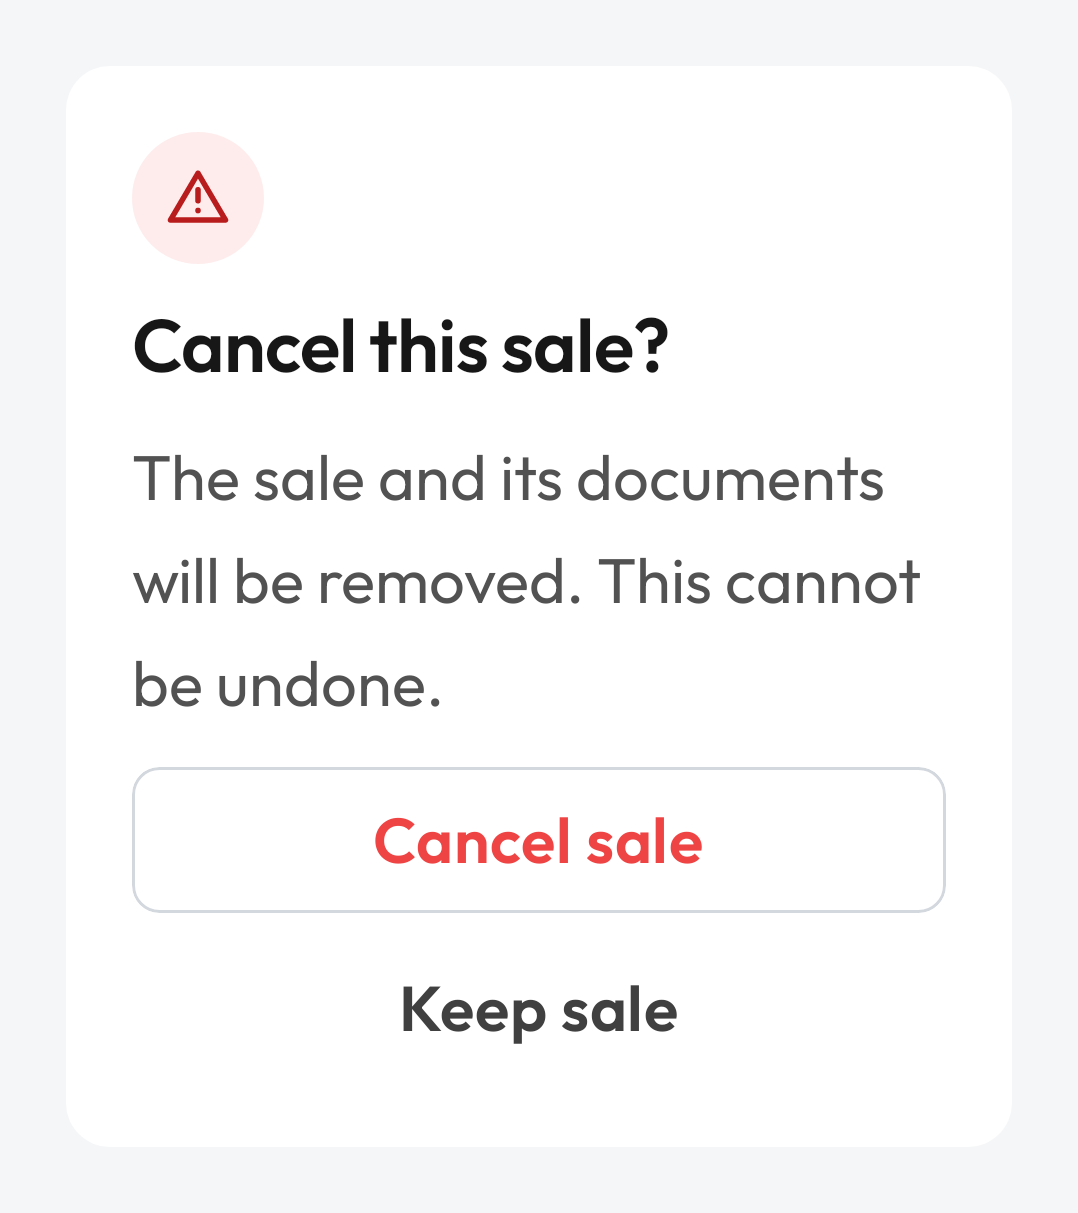 Cancel this sale?
The sale and its documents
will be removed. This cannot
be undone.
Cancel sale
Keep sale